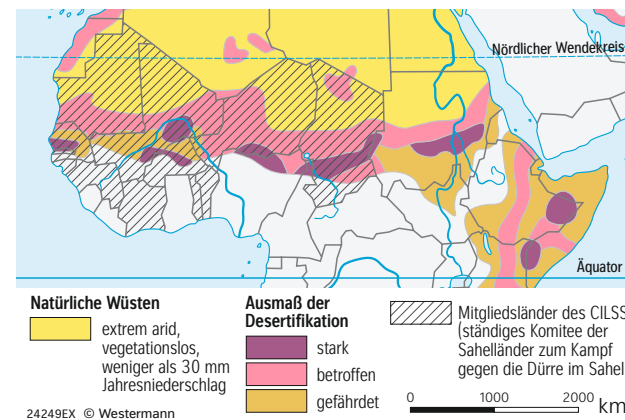 Nördlicher Wendekreis
Äquator
Natürliche Wüsten
extrem arid,
vegetationslos,
weniger als 30 mm
Jahresniederschlag
Ausmaß der
Desertifikation
stark
betroffen
gefährdet
Mitgliedsländer des CILSS
(ständiges Komitee der
Sahelländer zum Kampf
gegen die Dürre im Sahel
0 1000 2000 km
24249EX © Westermann